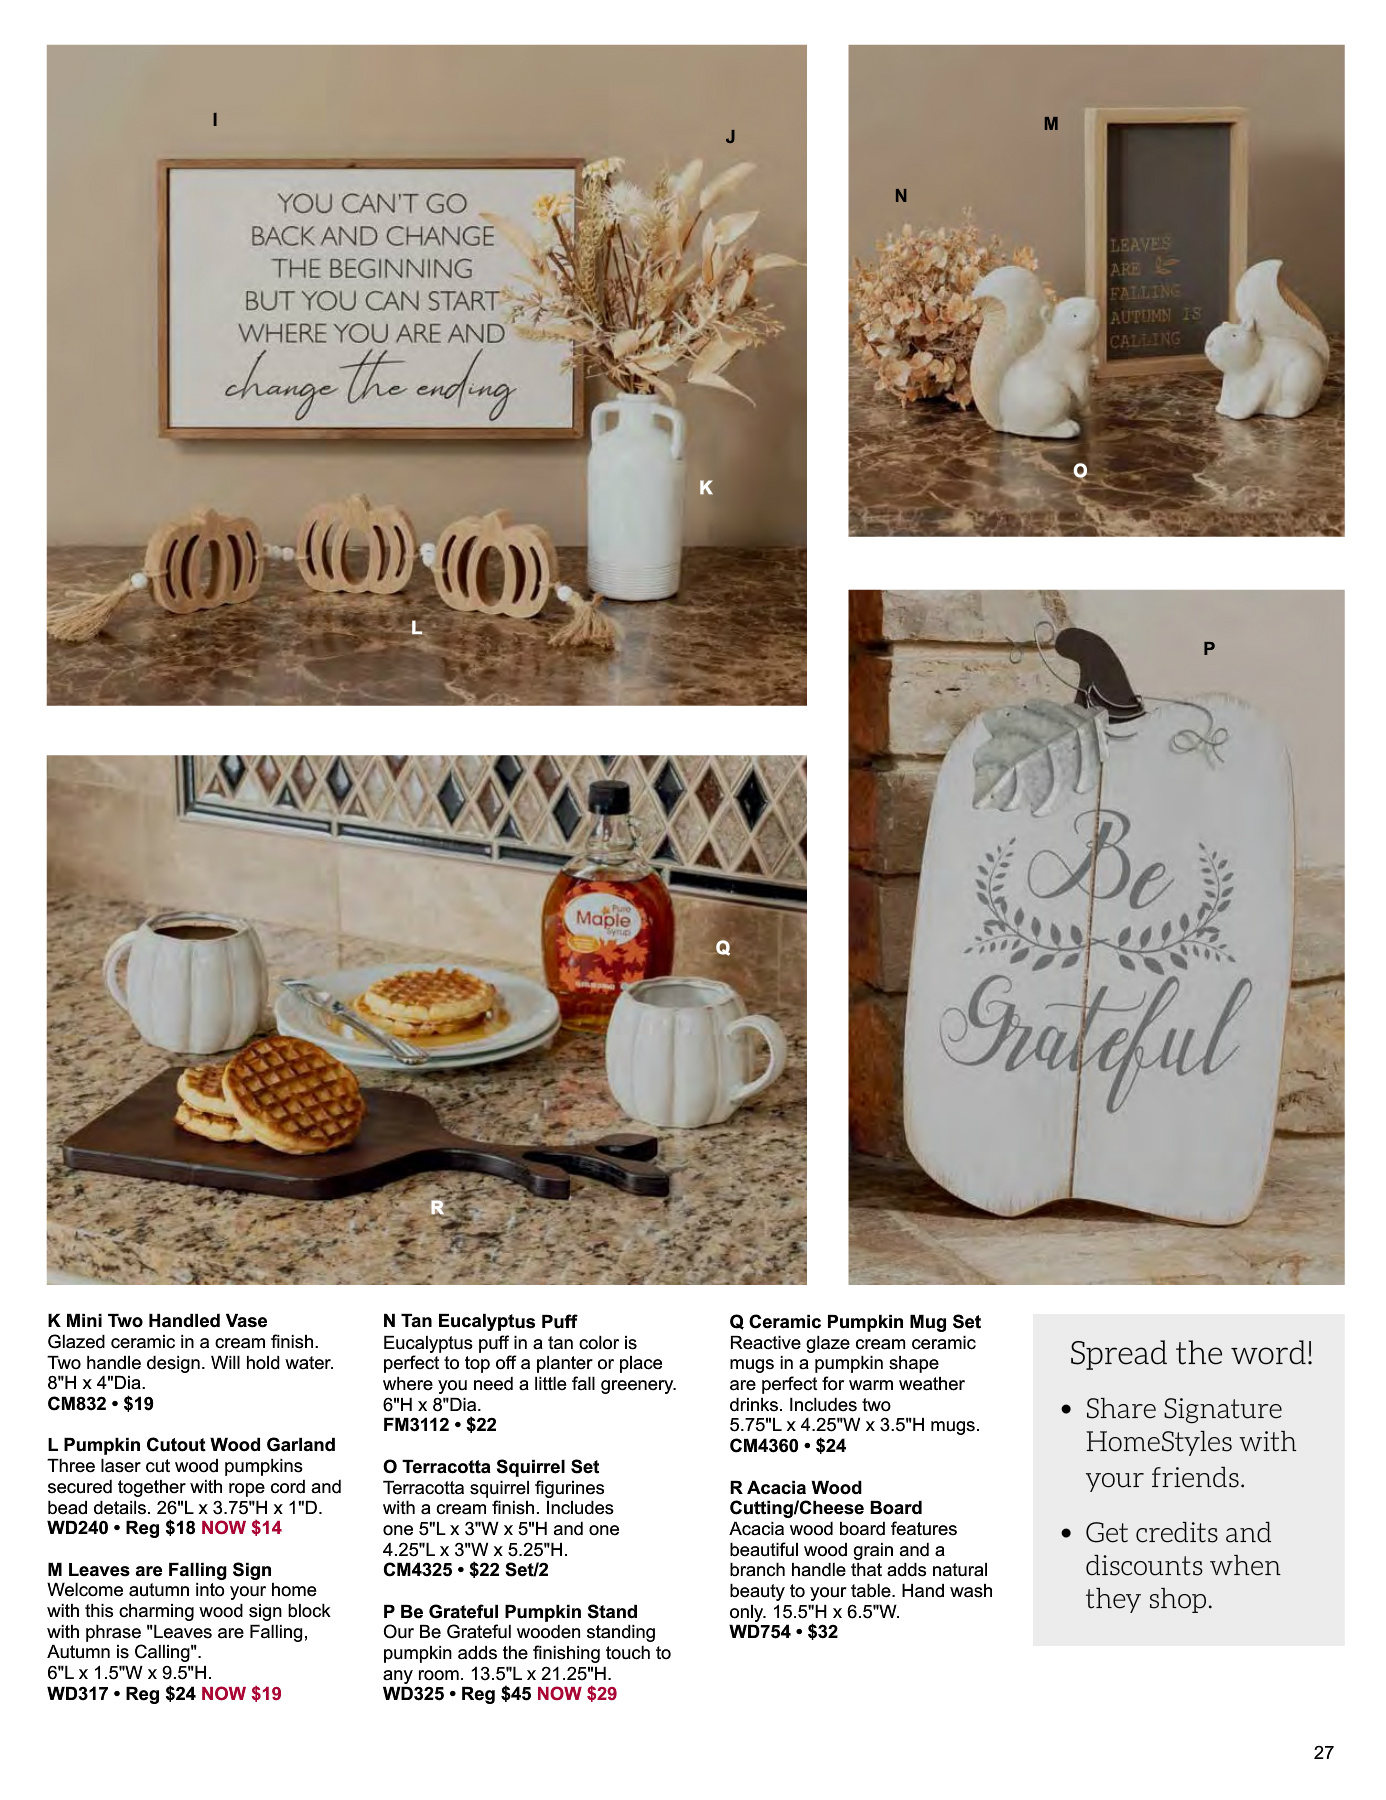 I
J
YOU CAN'T GO
BACK AND CHANGE
THE BEGINNING
BUT YOU CAN START
WHERE YOU ARE AND
change the ending
K
L
M
N
LEAVES
ARE
FALLING
AUTUMN IS
CALLING
O
P
Be
Grateful
Pure
Maple
Syrup
Q
R
K Mini Two Handled Vase
Glazed ceramic in a cream finish.
Two handle design. Will hold water.
8"H x 4"Dia.
CM832 • $19
L Pumpkin Cutout Wood Garland
Three laser cut wood pumpkins
secured together with rope cord and
bead details. 26"L x 3.75"H x 1"D.
WD240 • Reg $18 NOW $14
M Leaves are Falling Sign
Welcome autumn into your home
with this charming wood sign block
with phrase "Leaves are Falling,
Autumn is Calling".
6"L x 1.5"W x 9.5"H.
WD317 • Reg $24 NOW $19
N Tan Eucalyptus Puff
Eucalyptus puff in a tan color is
perfect to top off a planter or place
where you need a little fall greenery.
6"H x 8"Dia.
FM3112 • $22
O Terracotta Squirrel Set
Terracotta squirrel figurines
with a cream finish. Includes
one 5"L x 3"W x 5"H and one
4.25"L x 3"W x 5.25"H.
CM4325 • $22 Set/2
P Be Grateful Pumpkin Stand
Our Be Grateful wooden standing
pumpkin adds the finishing touch to
any room. 13.5"L x 21.25"H.
WD325 • Reg $45 NOW $29
Q Ceramic Pumpkin Mug Set
Reactive glaze cream ceramic
mugs in a pumpkin shape
are perfect for warm weather
drinks. Includes two
5.75"L x 4.25"W x 3.5"H mugs.
CM4360 • $24
R Acacia Wood
Cutting/Cheese Board
Acacia wood board features
beautiful wood grain and a
branch handle that adds natural
beauty to your table. Hand wash
only. 15.5"H x 6.5"W.
WD754 • $32
Spread the word!
• Share Signature
HomeStyles with
your friends.
• Get credits and
discounts when
they shop.
27